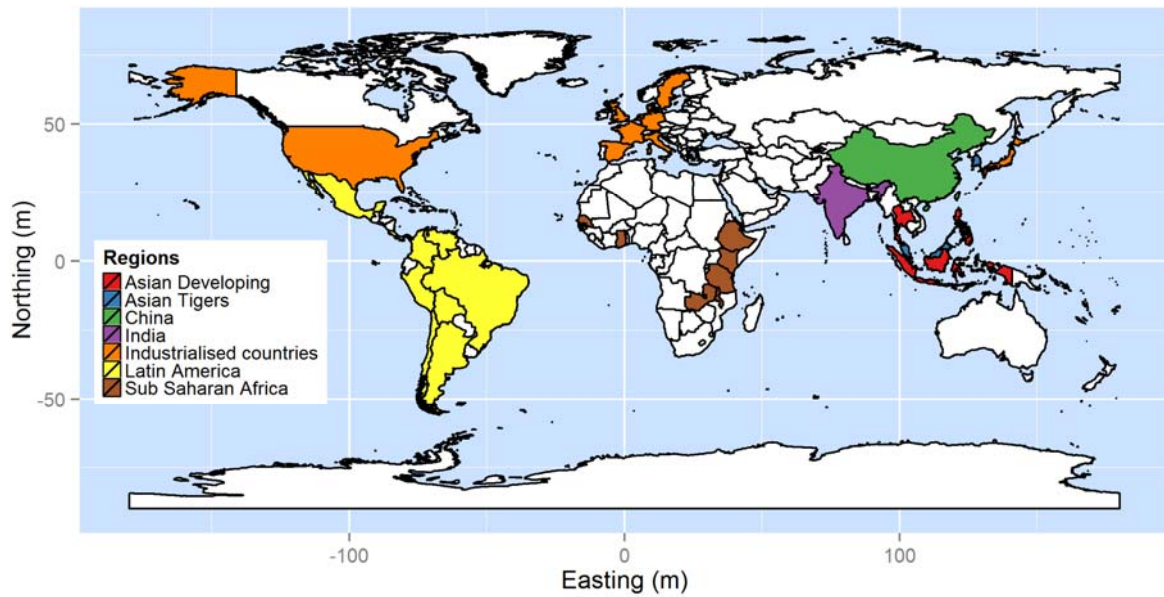 50
0
-50
Northing (m)
Regions
Asian Developing
Asian Tigers
China
India
Industrialised countries
Latin America
Sub Saharan Africa
-100
0
100
Easting (m)